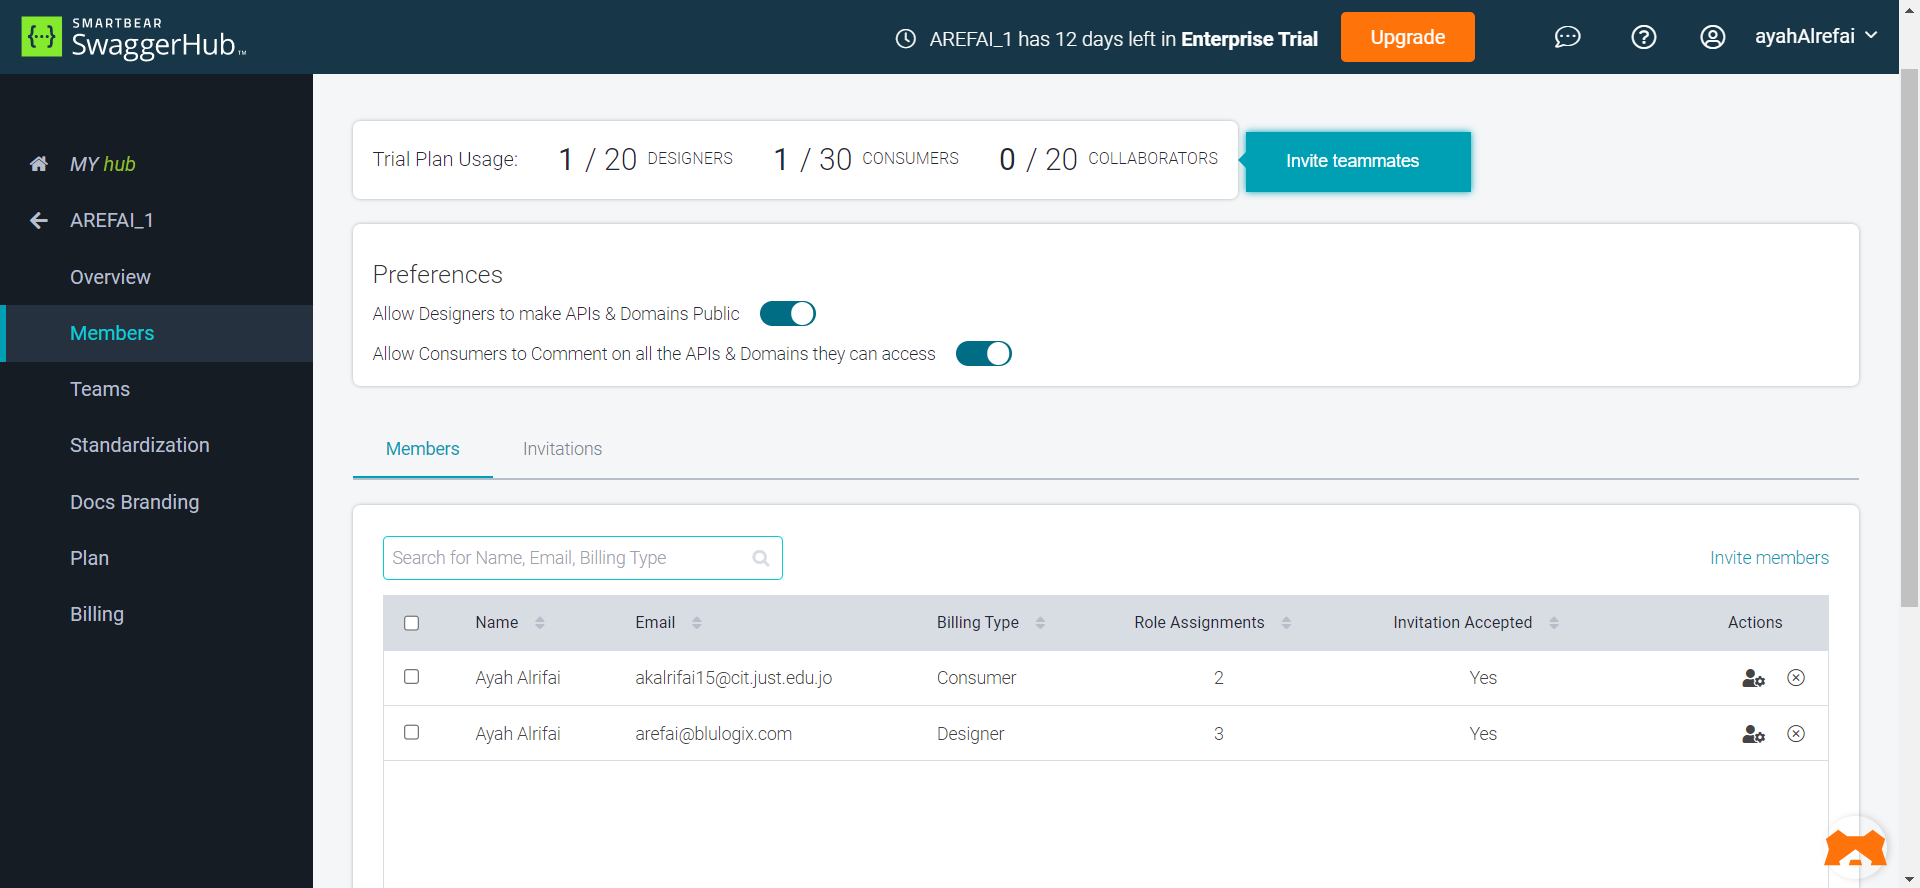 SMARTBEAR
SwaggerHub™
AREFAI_1 has 12 days left in Enterprise Trial
Upgrade
ayahAlrefai
MY hub
AREFAI_1
Overview
Members
Teams
Standardization
Docs Branding
Plan
Billing
Trial Plan Usage: 1 / 20 DESIGNERS 1 / 30 CONSUMERS 0 / 20 COLLABORATORS
Invite teammates
Preferences
Allow Designers to make APIs & Domains Public
Allow Consumers to Comment on all the APIs & Domains they can access
Members Invitations
Search for Name, Email, Billing Type
Invite members
Name Email Billing Type Role Assignments Invitation Accepted Actions
Ayah Alrifai akalrifai15@cit.just.edu.jo Consumer 2 Yes
Ayah Alrifai arefai@blulogix.com Designer 3 Yes